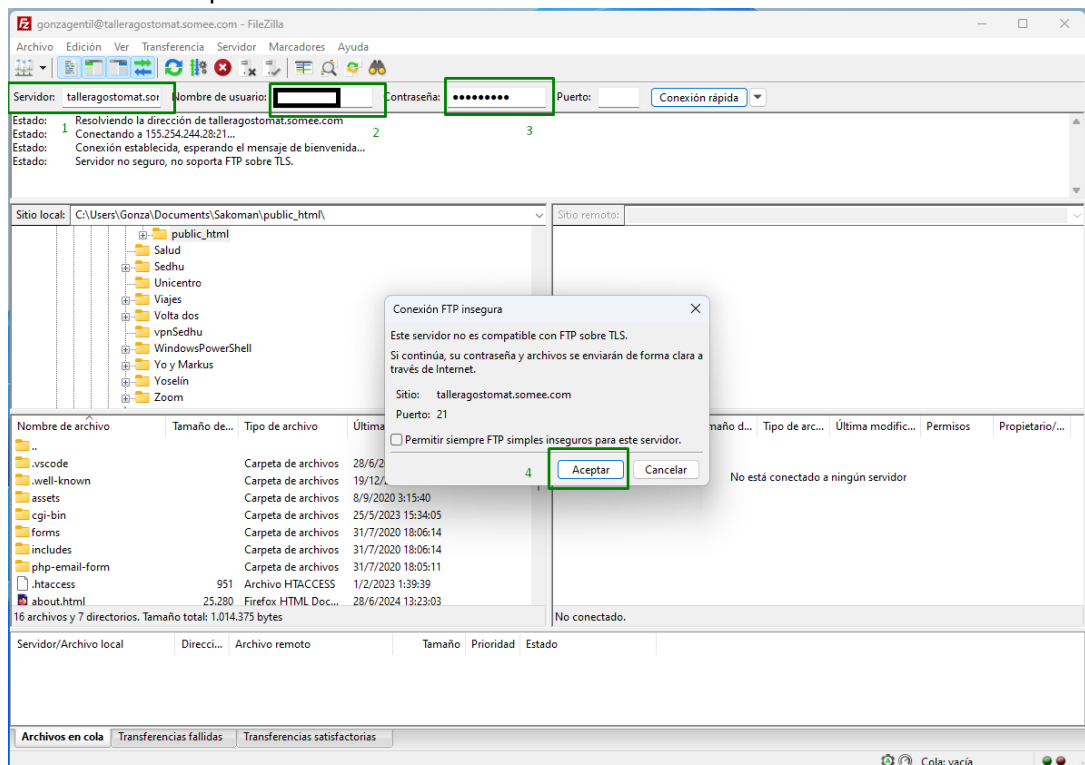 gonzagentil@talleragostomat.somee.com - FileZilla
Archivo Edición Ver Transferencia Servidor Marcadores Ayuda
Servidor: talleragostomat.sor Nombre de usuario: Contraseña: ●●●●●●●●● Puerto: Conexión rápida
1 2 3
Estado: Resolviendo la dirección de talleragostomat.somee.com
Estado: Conectando a 155.254.244.28:21...
Estado: Conexión establecida, esperando el mensaje de bienvenida...
Estado: Servidor no seguro, no soporta FTP sobre TLS.
Sitio local: C:\Users\Gonza\Documents\Sakoman\public_html\
Sitio remoto:
public_html
Salud
Sedhu
Unicentro
Viajes
Volta dos
vpnSedhu
WindowsPowerShell
Yo y Markus
Yoselín
Zoom
Conexión FTP insegura
Este servidor no es compatible con FTP sobre TLS.
Si continúa, su contraseña y archivos se enviarán de forma clara a
través de Internet.
Sitio: talleragostomat.somee.com
Puerto: 21
Permitir siempre FTP simples inseguros para este servidor.
4 Aceptar Cancelar
Nombre de archivo Tamaño de... Tipo de archivo Última
..
.vscode Carpeta de archivos 28/6/2
.well-known Carpeta de archivos 19/12/
assets Carpeta de archivos 8/9/2020 3:15:40
cgi-bin Carpeta de archivos 25/5/2023 15:34:05
forms Carpeta de archivos 31/7/2020 18:06:14
includes Carpeta de archivos 31/7/2020 18:06:14
php-email-form Carpeta de archivos 31/7/2020 18:05:11
.htaccess 951 Archivo HTACCESS 1/2/2023 1:39:39
about.html 25.280 Firefox HTML Doc... 28/6/2024 13:23:03
16 archivos y 7 directorios. Tamaño total: 1.014.375 bytes
maño d... Tipo de arc... Última modific... Permisos Propietario/...
No está conectado a ningún servidor
No conectado.
Servidor/Archivo local Direcci... Archivo remoto Tamaño Prioridad Estado
Archivos en cola Transferencias fallidas Transferencias satisfactorias
Cola: vacía